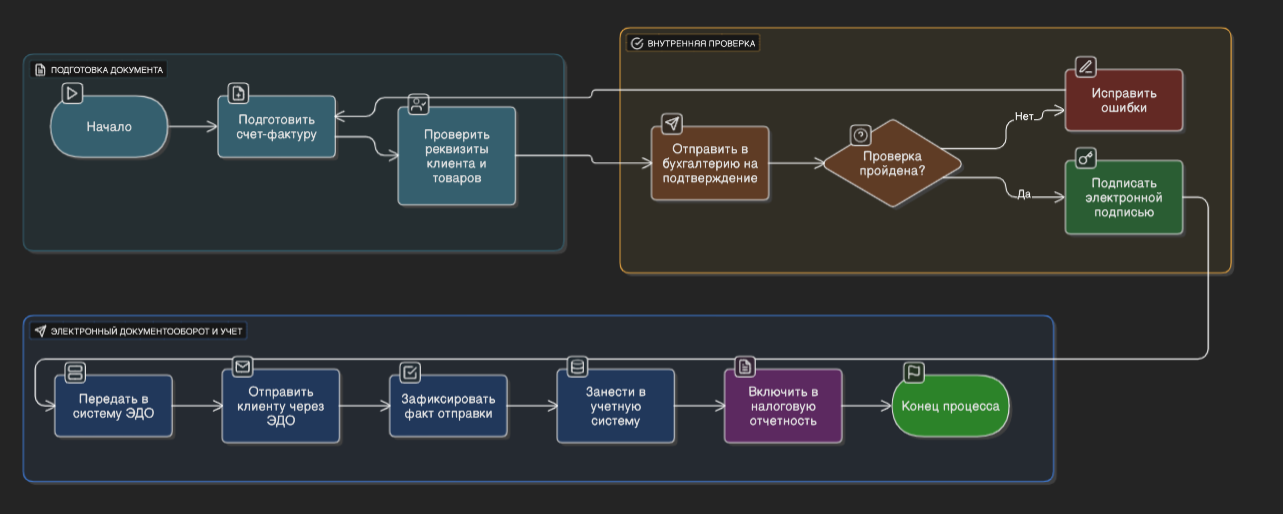 ПОДГОТОВКА ДОКУМЕНТА
Начало
Подготовить
счет-фактуру
Проверить
реквизиты
клиента и
товаров
ВНУТРЕННЯЯ ПРОВЕРКА
Отправить в
бухгалтерию на
подтверждение
Проверка
пройдена?
Нет
Исправить
ошибки
Да
Подписать
электронной
подписью
ЭЛЕКТРОННЫЙ ДОКУМЕНТООБОРОТ И УЧЕТ
Передать в
систему ЭДО
Отправить
клиенту через
ЭДО
Зафиксировать
факт отправки
Занести в
учетную
систему
Включить в
налоговую
отчетность
Конец процесса